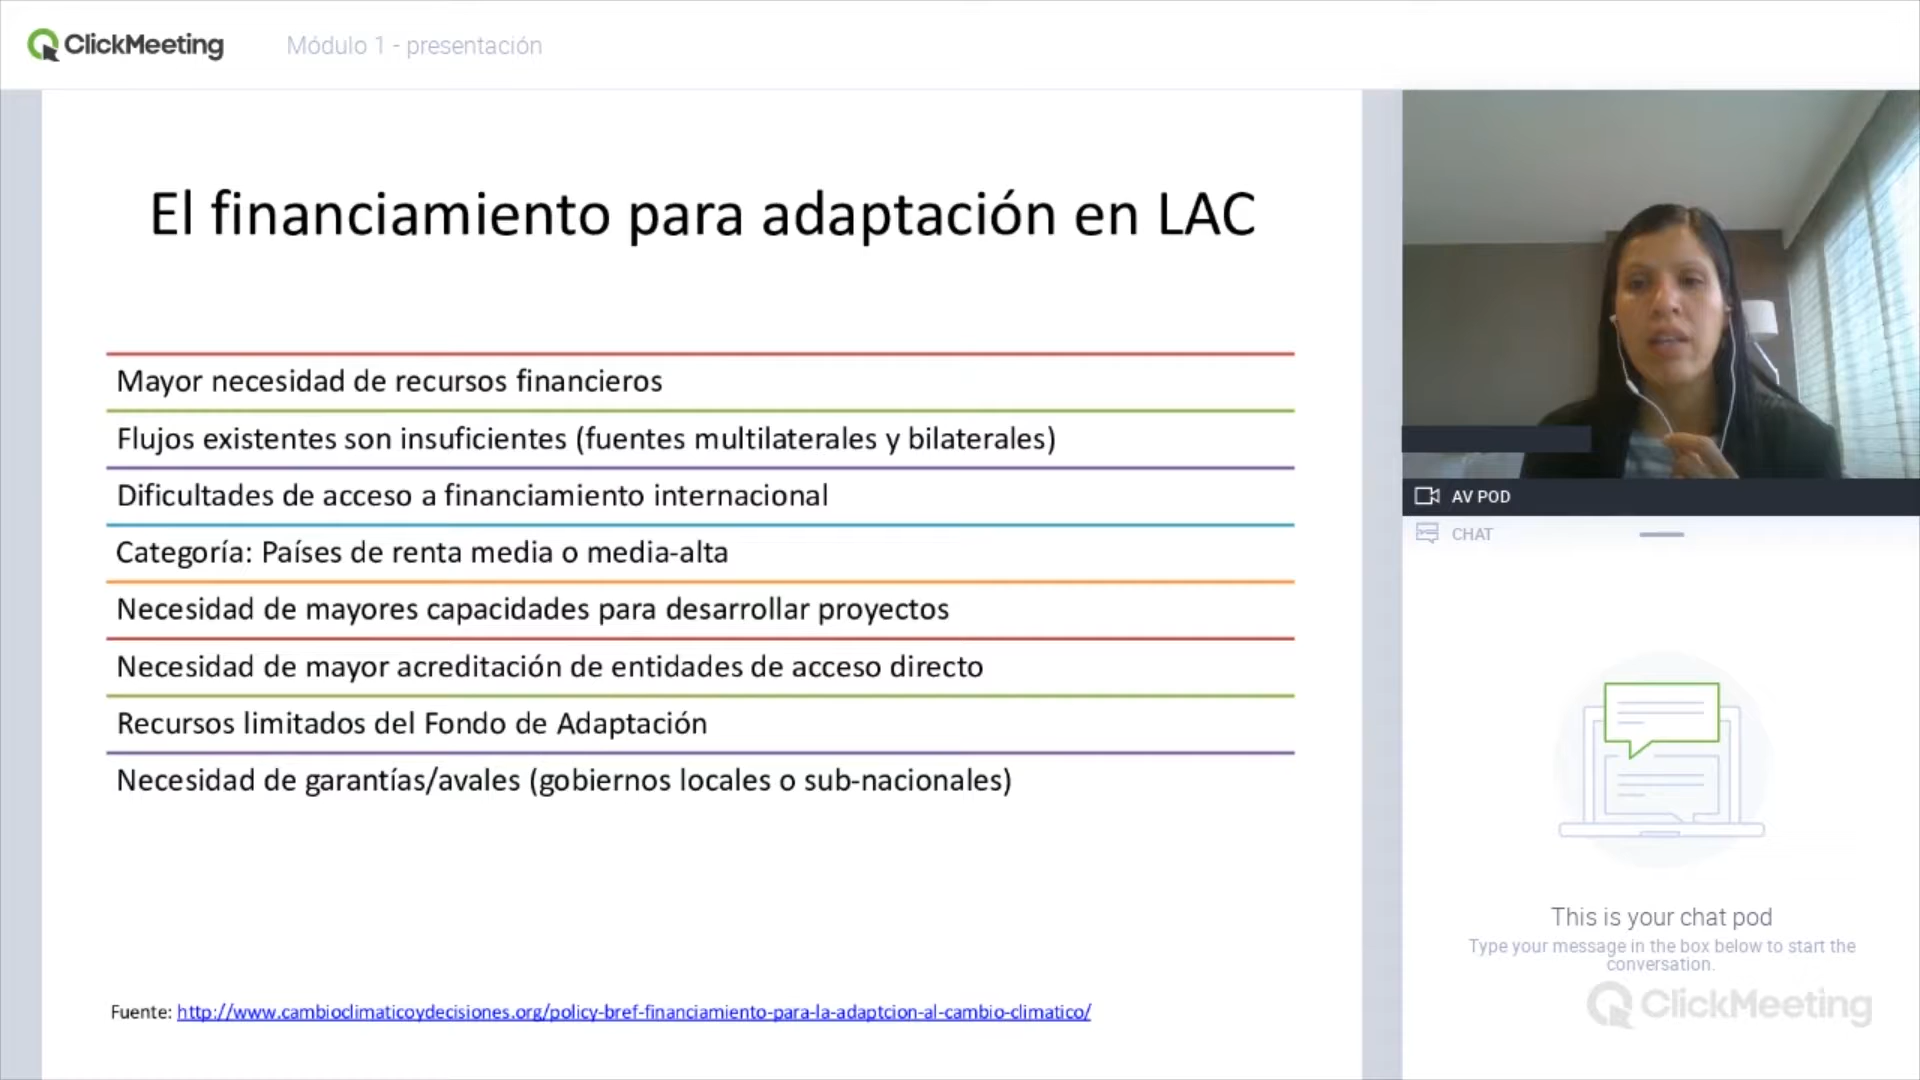 ClickMeeting
Módulo 1 - presentación
El financiamiento para adaptación en LAC
Mayor necesidad de recursos financieros
Flujos existentes son insuficientes (fuentes multilaterales y bilaterales)
Dificultades de acceso a financiamiento internacional
Categoría: Países de renta media o media-alta
Necesidad de mayores capacidades para desarrollar proyectos
Necesidad de mayor acreditación de entidades de acceso directo
Recursos limitados del Fondo de Adaptación
Necesidad de garantías/avales (gobiernos locales o sub-nacionales)
Fuente: http://www.cambioclimaticoydecisiones.org/policy-bref-financiamiento-para-la-adaptcion-al-cambio-climatico/
AV POD
CHAT
This is your chat pod
Type your message in the box below to start the
conversation.
ClickMeeting